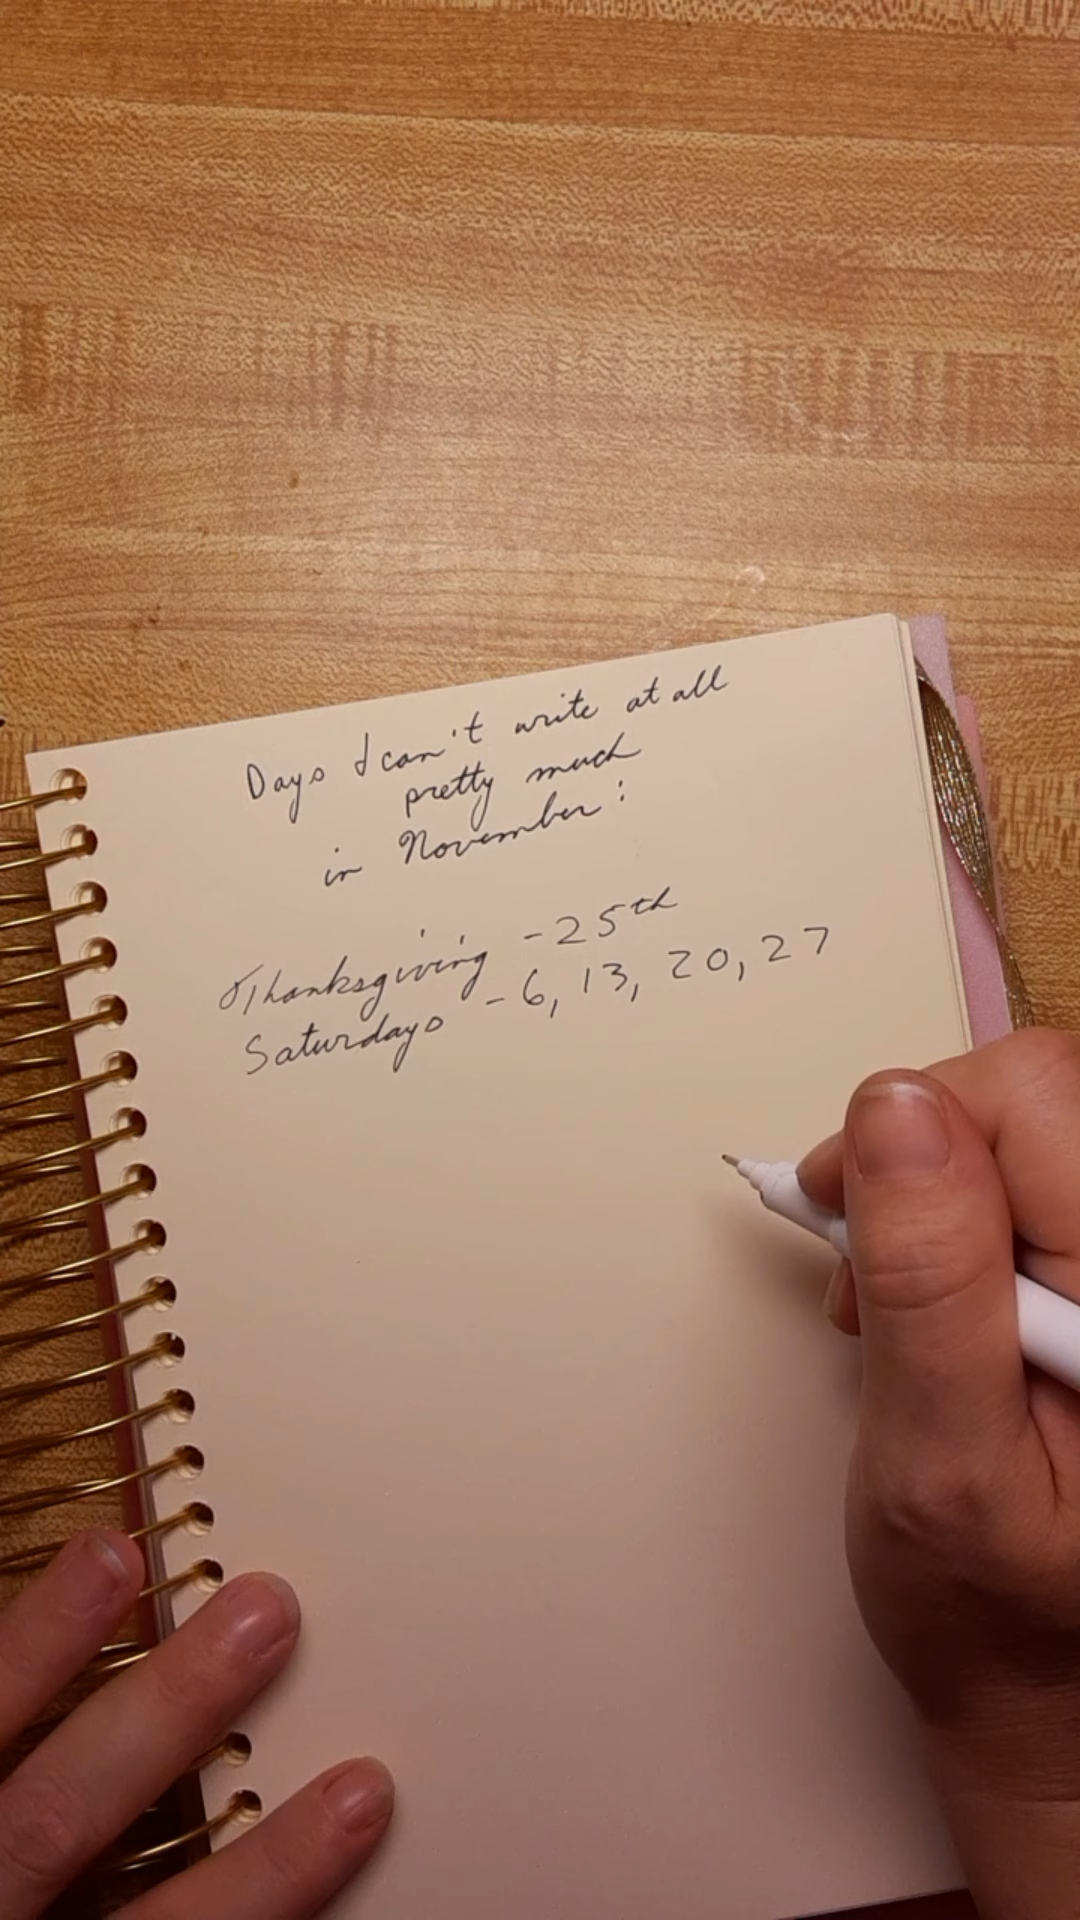 Days I can't write at all
pretty much
in November:
Thanksgiving - 25th
Saturdays - 6, 13, 20, 27